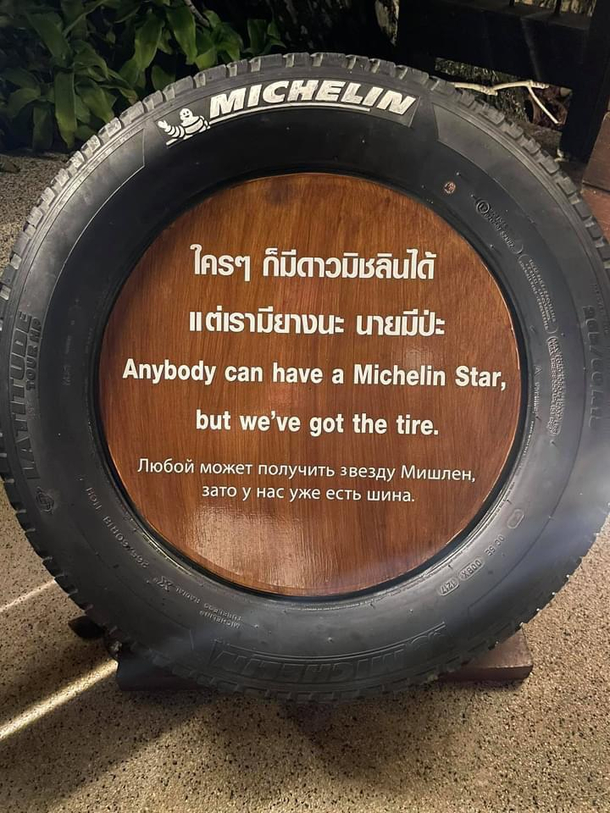 MICHELIN
ใครๆ ก็มีดาวมิชลินได้
แต่เรามียางนะ นายมีป่ะ
Anybody can have a Michelin Star,
but we've got the tire.
Любой может получить звезду Мишлен,
зато у нас уже есть шина.
LATITUDE
TOUR HP
MICHELIN